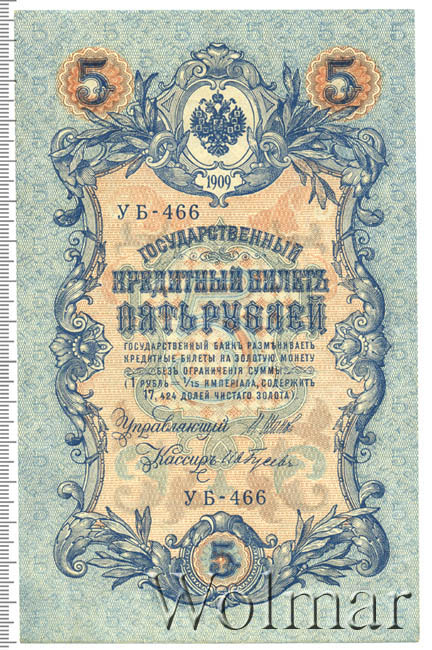 5 5
1909
УБ-466
ГОСУДАРСТВЕННЫЙ
КРЕДИТНЫЙ БИЛЕТЪ
ПЯТЬ РУБЛЕЙ
ГОСУДАРСТВЕННЫЙ БАНКЪ РАЗМѢНИВАЕТЪ
КРЕДИТНЫЕ БИЛЕТЫ НА ЗОЛОТУЮ МОНЕТУ
БЕЗЪ ОГРАНИЧЕНІЯ СУММЫ
(1 РУБЛЬ = 1/15 ИМПЕРІАЛА, СОДЕРЖИТЪ
17,424 ДОЛЕЙ ЧИСТАГО ЗОЛОТА)
Управляющій
Кассиръ
УБ-466
5
Wolmar